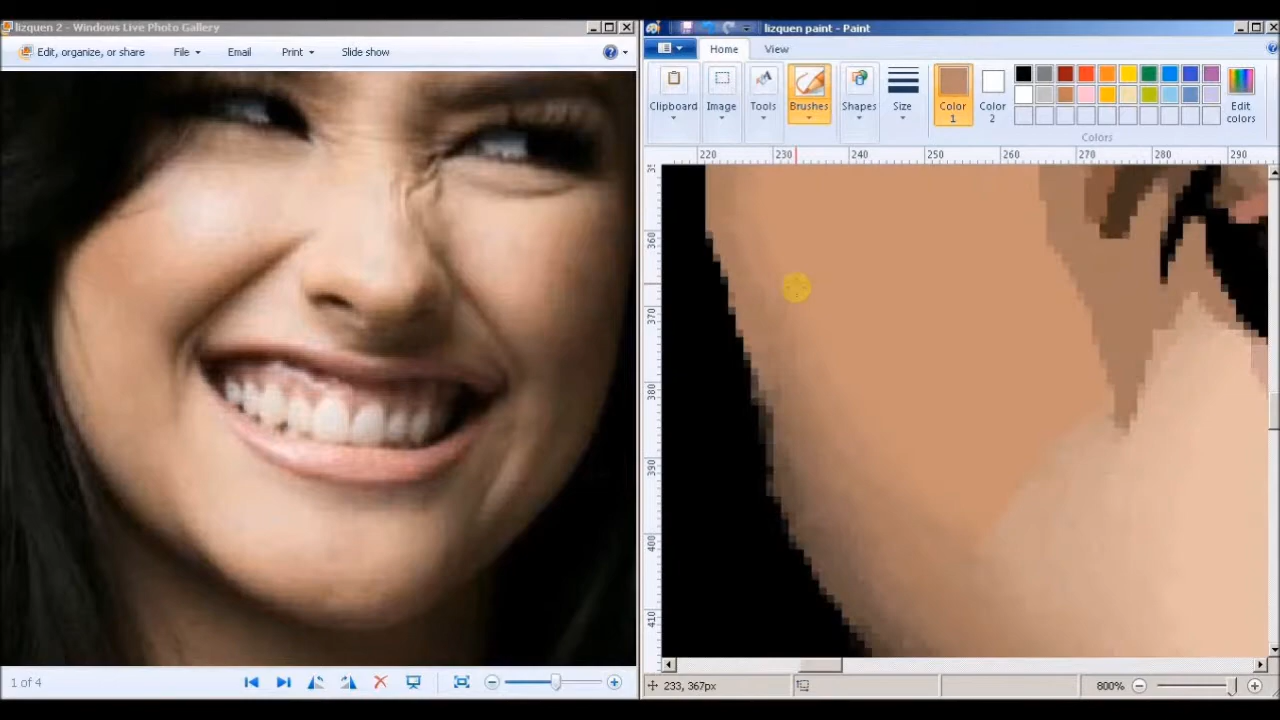 lizquen 2 - Windows Live Photo Gallery
Edit, organize, or share File Email Print Slide show
1 of 4
lizquen paint - Paint
Home View
Clipboard Image Tools Brushes Shapes Size Color 1 Color 2 Edit colors
Colors
220 230 240 250 260 270 280 290
360
370
380
390
400
410
233, 367px
800%